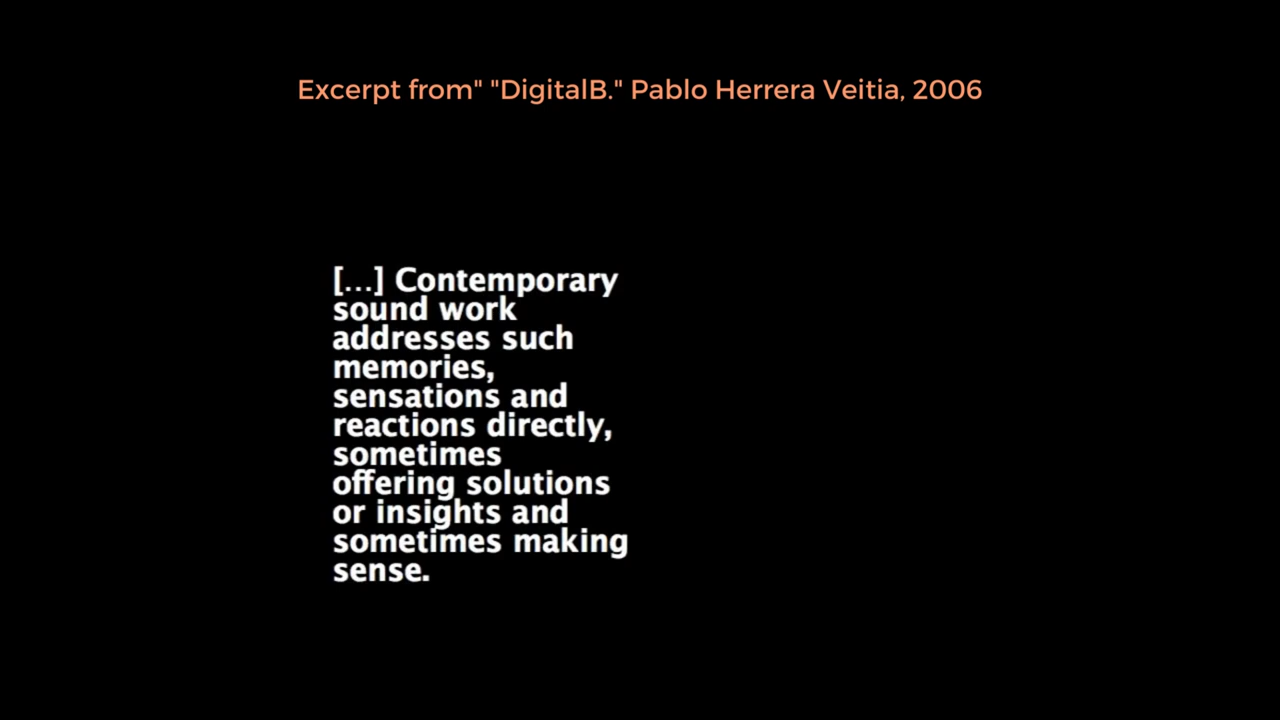 Excerpt from" "DigitalB." Pablo Herrera Veitia, 2006
[...] Contemporary
sound work
addresses such
memories,
sensations and
reactions directly,
sometimes
offering solutions
or insights and
sometimes making
sense.